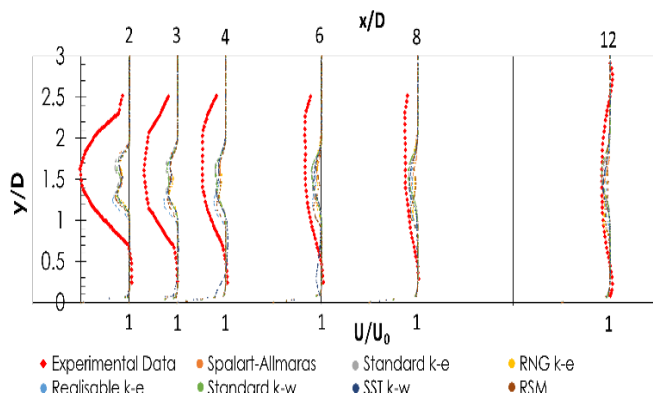 x/D
2 3 4 6 8 12
3
2.5
2
1.5
1
0.5
0
y/D
1 1 1 1 1 1
U/U0
Experimental Data Spalart-Allmaras Standard k-e RNG k-e
Realisable k-e Standard k-w SST k-w RSM